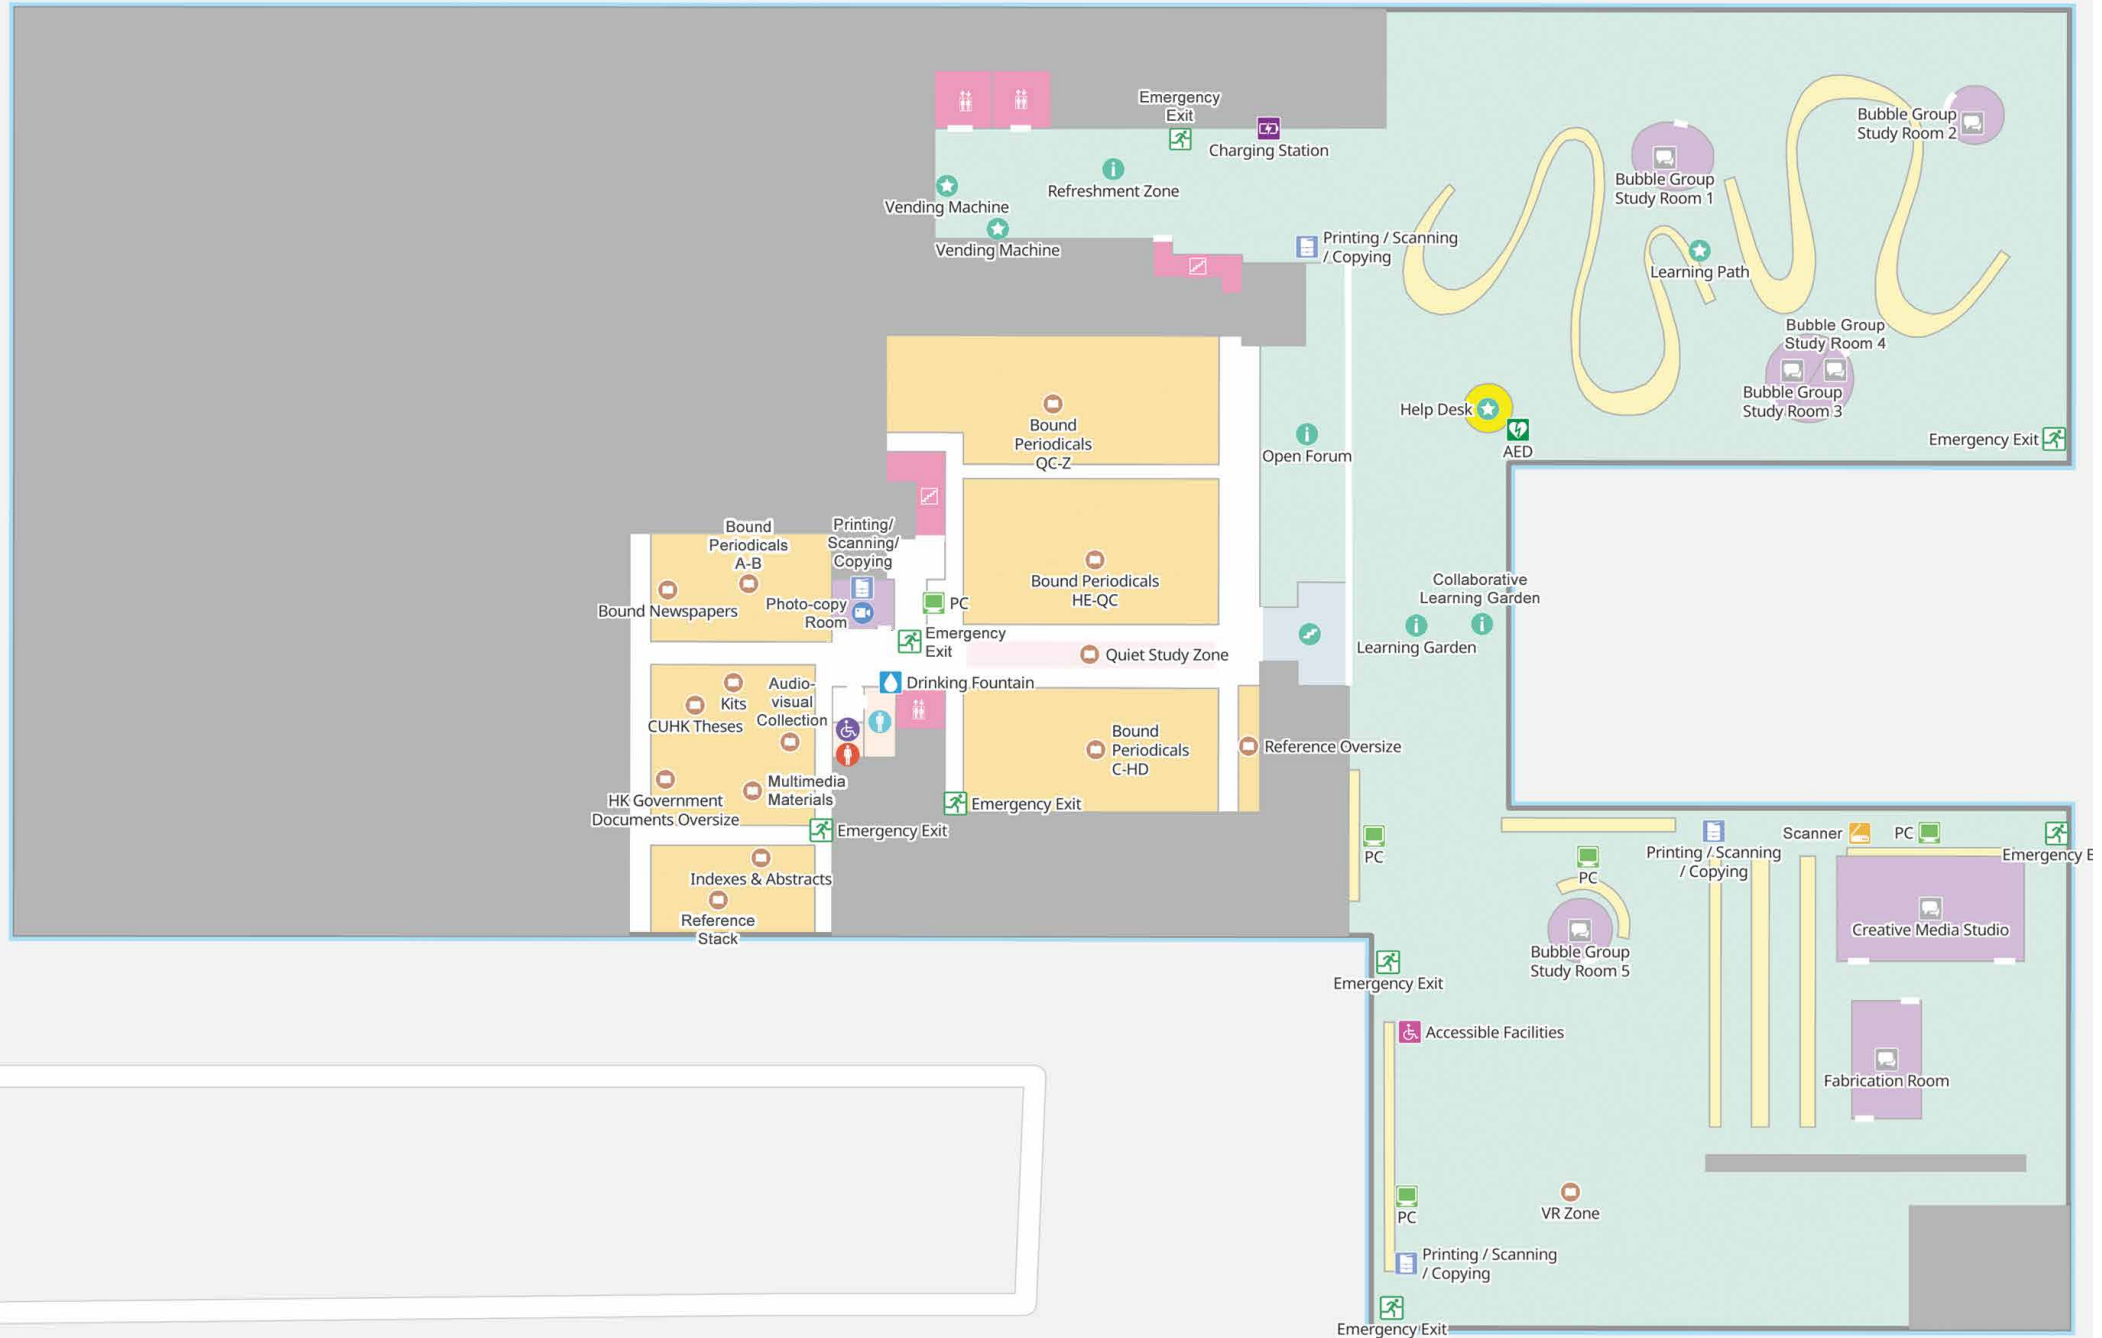 Emergency
Exit
Charging Station
Refreshment Zone
Vending Machine
Vending Machine
Printing / Scanning
/ Copying
Bubble Group
Study Room 1
Bubble Group
Study Room 2
Learning Path
Bubble Group
Study Room 4
Bubble Group
Study Room 3
Help Desk
AED
Emergency Exit
Bound
Periodicals
QC-Z
Open Forum
Bound
Periodicals
A-B
Printing/
Scanning/
Copying
Bound Newspapers
Photo-copy
Room
PC
Bound Periodicals
HE-QC
Emergency
Exit
Quiet Study Zone
Collaborative
Learning Garden
Learning Garden
Drinking Fountain
Kits
CUHK Theses
Audio-
visual
Collection
Bound
Periodicals
C-HD
Reference Oversize
Multimedia
Materials
HK Government
Documents Oversize
Emergency Exit
Emergency Exit
Indexes & Abstracts
Reference
Stack
PC
PC
Printing / Scanning
/ Copying
Scanner
PC
Emergency E
Bubble Group
Study Room 5
Creative Media Studio
Emergency Exit
Accessible Facilities
Fabrication Room
PC
VR Zone
Printing / Scanning
/ Copying
Emergency Exit